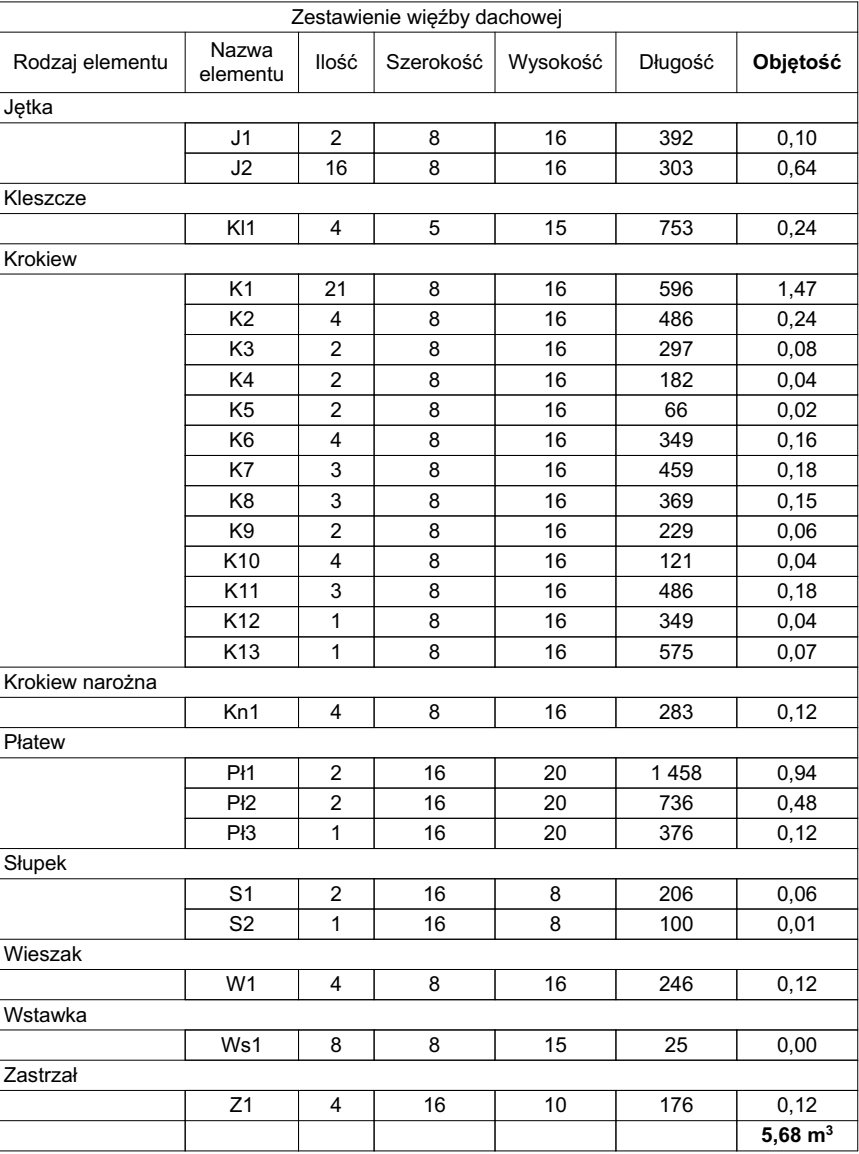 Zestawienie więźby dachowej
Rodzaj elementu Nazwa elementu Ilość Szerokość Wysokość Długość Objętość
Jętka
J1 2 8 16 392 0,10
J2 16 8 16 303 0,64
Kleszcze
Kl1 4 5 15 753 0,24
Krokiew
K1 21 8 16 596 1,47
K2 4 8 16 486 0,24
K3 2 8 16 297 0,08
K4 2 8 16 182 0,04
K5 2 8 16 66 0,02
K6 4 8 16 349 0,16
K7 3 8 16 459 0,18
K8 3 8 16 369 0,15
K9 2 8 16 229 0,06
K10 4 8 16 121 0,04
K11 3 8 16 486 0,18
K12 1 8 16 349 0,04
K13 1 8 16 575 0,07
Krokiew narożna
Kn1 4 8 16 283 0,12
Płatew
Pł1 2 16 20 1 458 0,94
Pł2 2 16 20 736 0,48
Pł3 1 16 20 376 0,12
Słupek
S1 2 16 8 206 0,06
S2 1 16 8 100 0,01
Wieszak
W1 4 8 16 246 0,12
Wstawka
Ws1 8 8 15 25 0,00
Zastrzał
Z1 4 16 10 176 0,12
5,68 m³